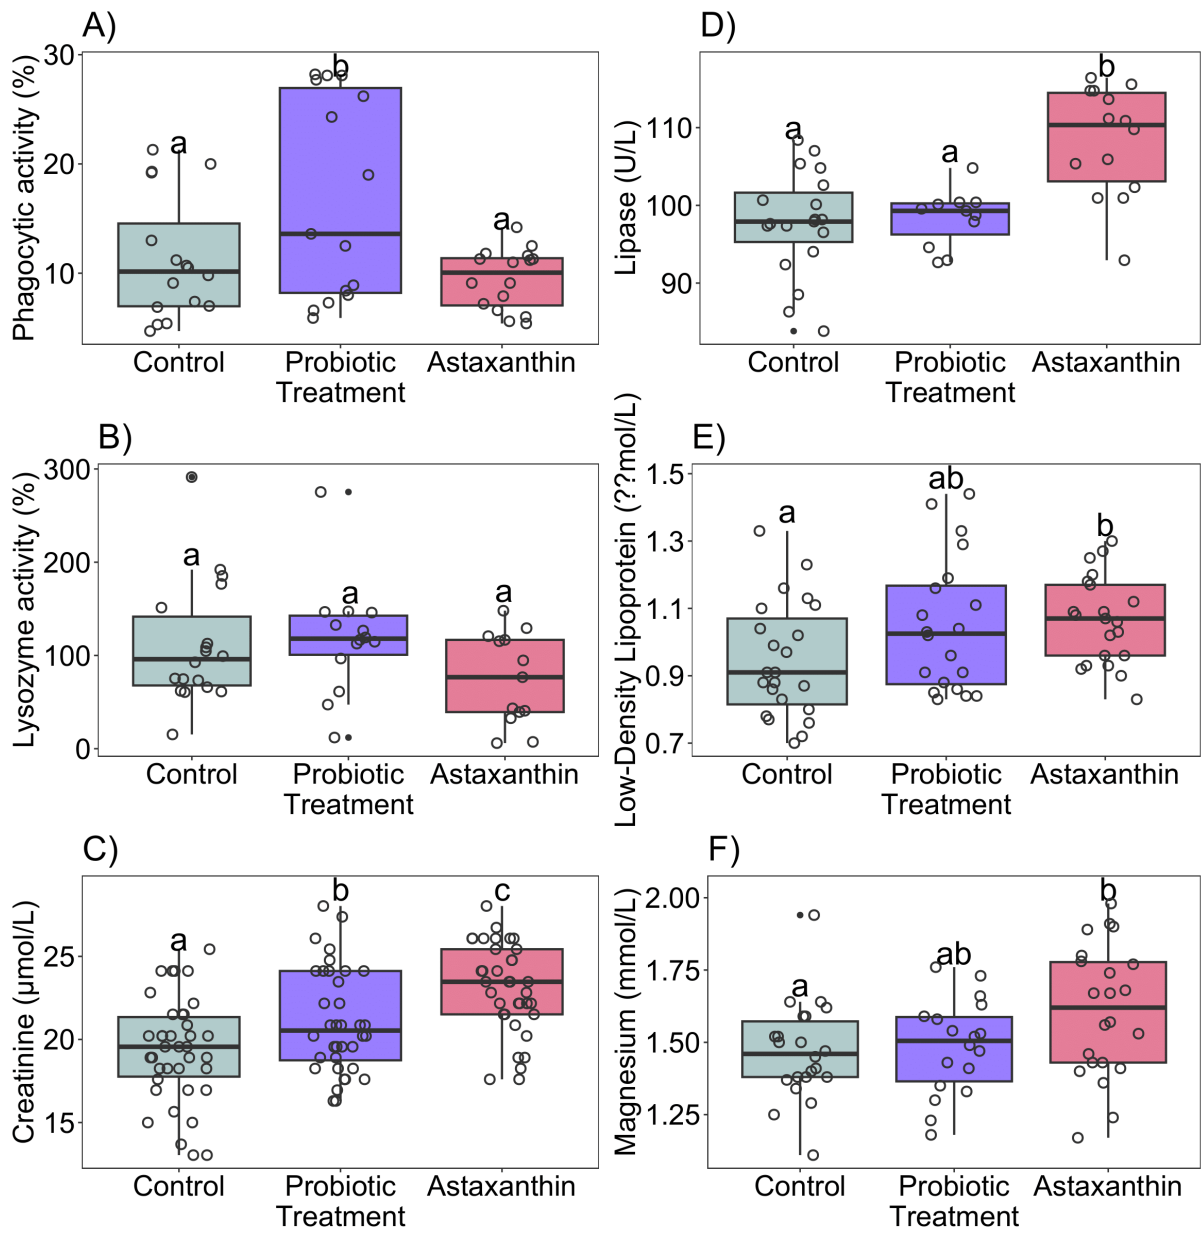 A)
Phagocytic activity (%)
30
20
10
a
b
a
Control
Probiotic
Astaxanthin
Treatment
D)
Lipase (U/L)
110
100
90
a
a
b
Control
Probiotic
Astaxanthin
Treatment
B)
Lysozyme activity (%)
300
200
100
0
a
a
a
Control
Probiotic
Astaxanthin
Treatment
E)
Low-Density Lipoprotein (??mol/L)
1.5
1.3
1.1
0.9
0.7
a
ab
b
Control
Probiotic
Astaxanthin
Treatment
C)
Creatinine (μmol/L)
25
20
15
a
b
c
Control
Probiotic
Astaxanthin
Treatment
F)
Magnesium (mmol/L)
2.00
1.75
1.50
1.25
a
ab
b
Control
Probiotic
Astaxanthin
Treatment